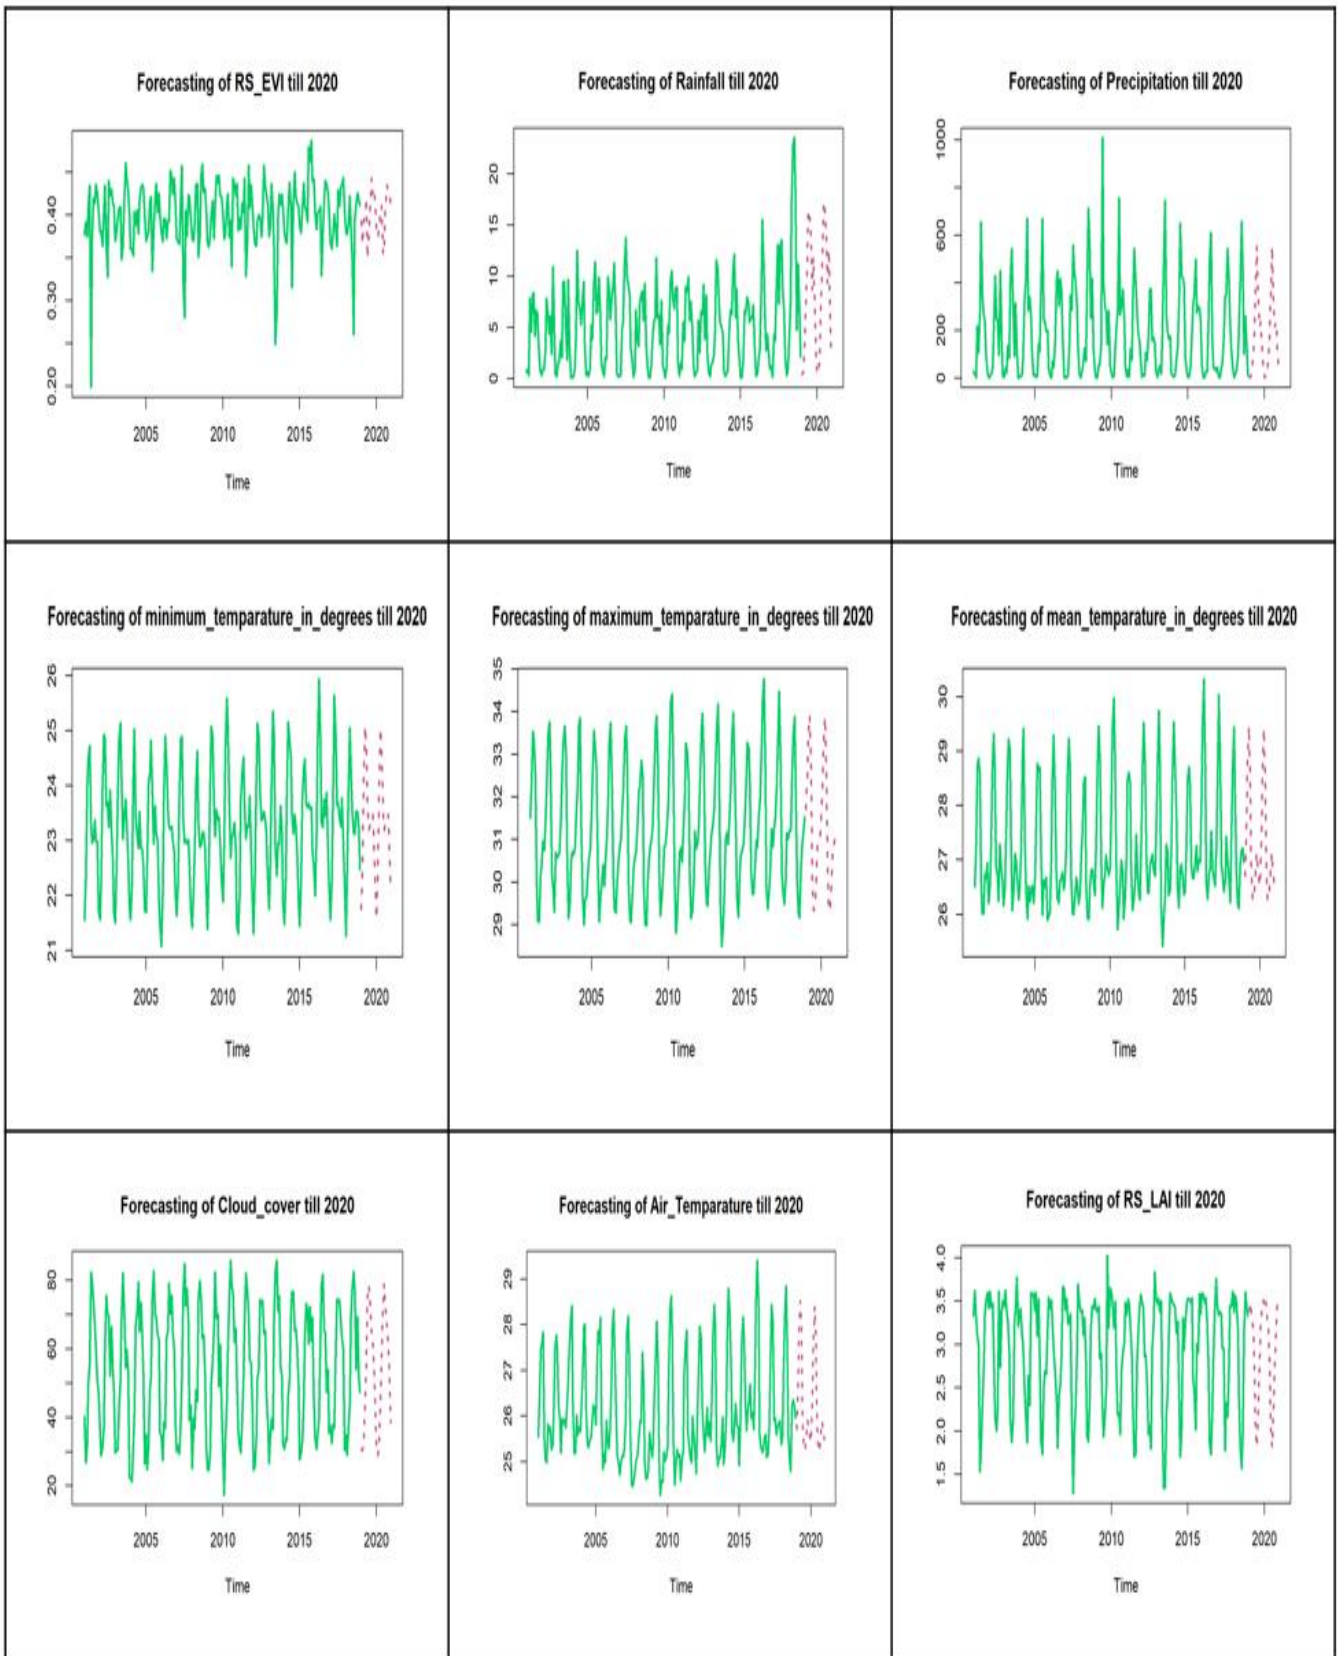 Forecasting of RS_EVI till 2020
0.40
0.30
0.20
2005 2010 2015 2020
Time
Forecasting of Rainfall till 2020
20
15
10
5
0
2005 2010 2015 2020
Time
Forecasting of Precipitation till 2020
1000
600
200
0
2005 2010 2015 2020
Time
Forecasting of minimum_temparature_in_degrees till 2020
26
25
24
23
22
21
2005 2010 2015 2020
Time
Forecasting of maximum_temparature_in_degrees till 2020
35
34
33
32
31
30
29
2005 2010 2015 2020
Time
Forecasting of mean_temparature_in_degrees till 2020
30
29
28
27
26
2005 2010 2015 2020
Time
Forecasting of Cloud_cover till 2020
80
60
40
20
2005 2010 2015 2020
Time
Forecasting of Air_Temparature till 2020
29
28
27
26
25
2005 2010 2015 2020
Time
Forecasting of RS_LAI till 2020
4.0
3.5
3.0
2.5
2.0
1.5
2005 2010 2015 2020
Time